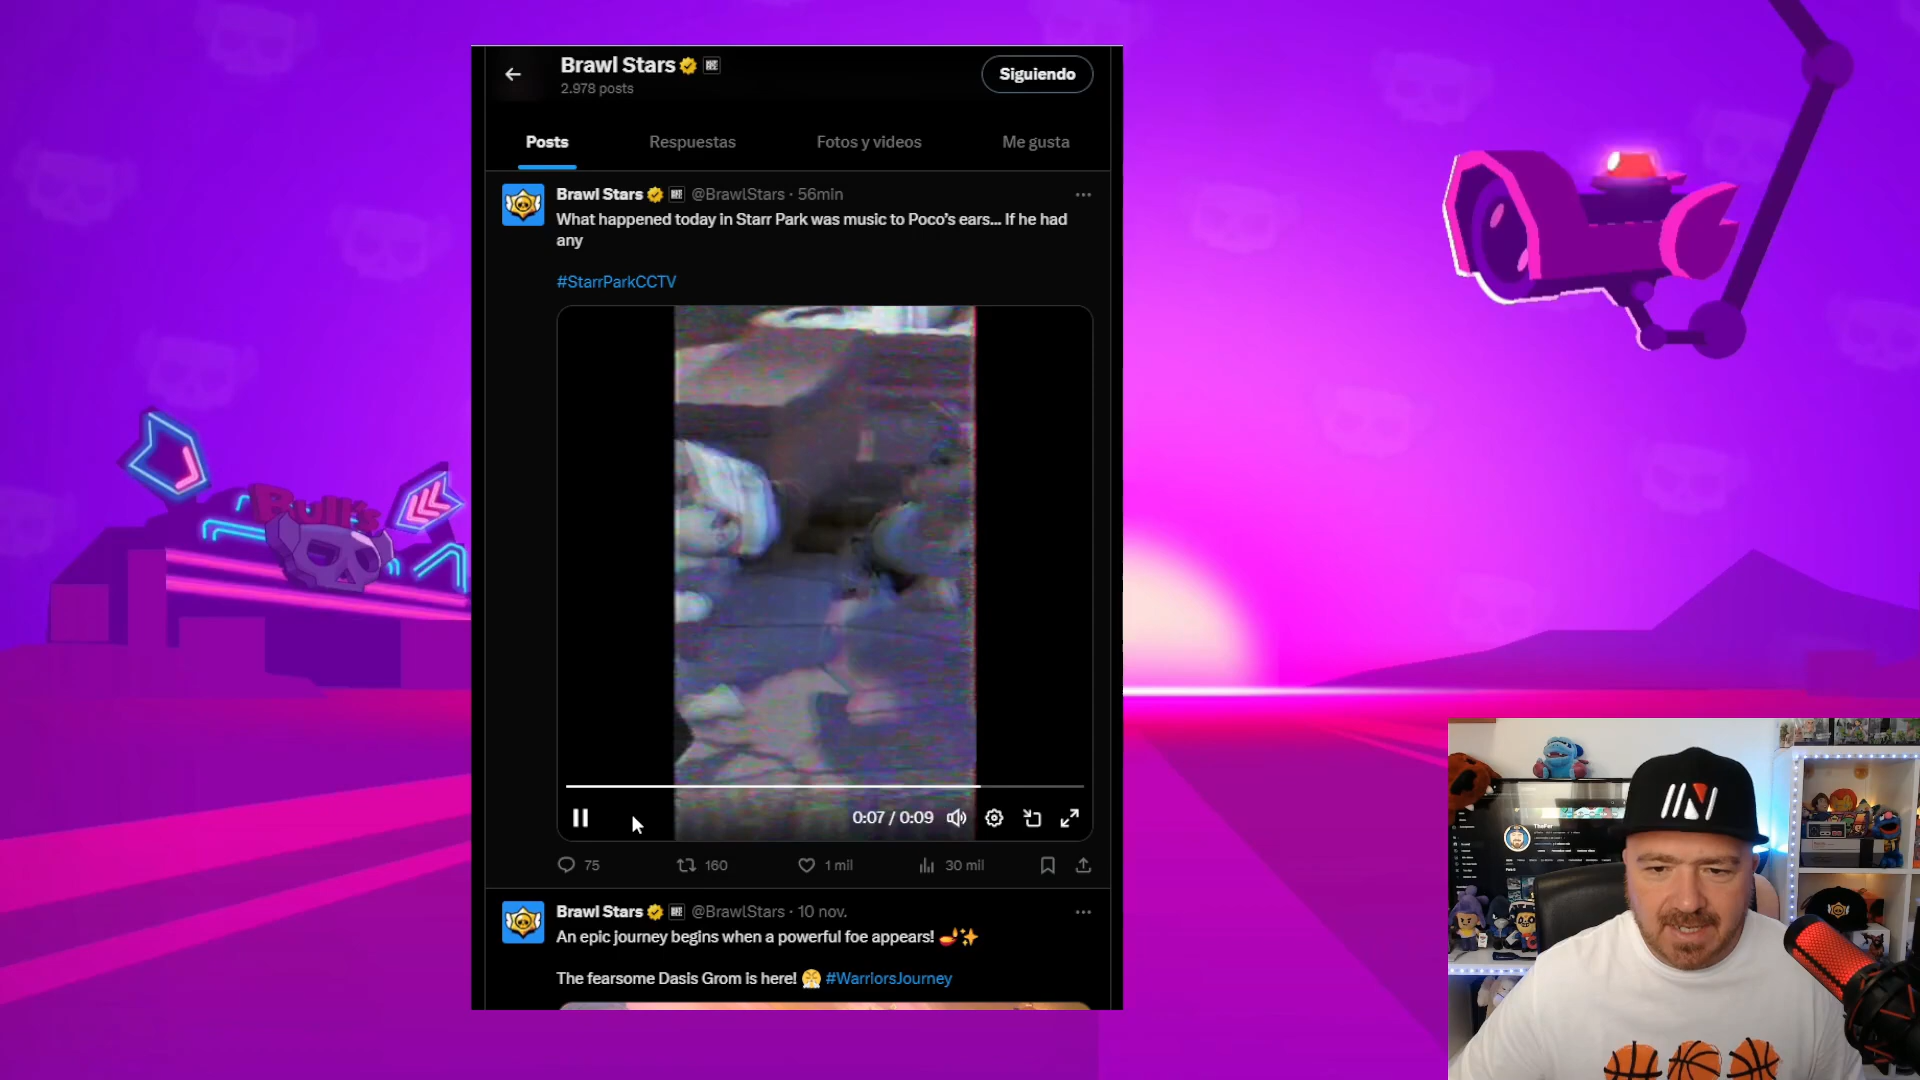 Brawl Stars
2.978 posts
Siguiendo
Posts
Respuestas
Fotos y videos
Me gusta
Brawl Stars @BrawlStars · 56min
What happened today in Starr Park was music to Poco's ears... If he had
any
#StarrParkCCTV
0:07 / 0:09
75
160
1 mil
30 mil
Brawl Stars @BrawlStars · 10 nov.
An epic journey begins when a powerful foe appears! 🪔✨
The fearsome Dasis Grom is here! 😤 #WarriorsJourney
Bull's